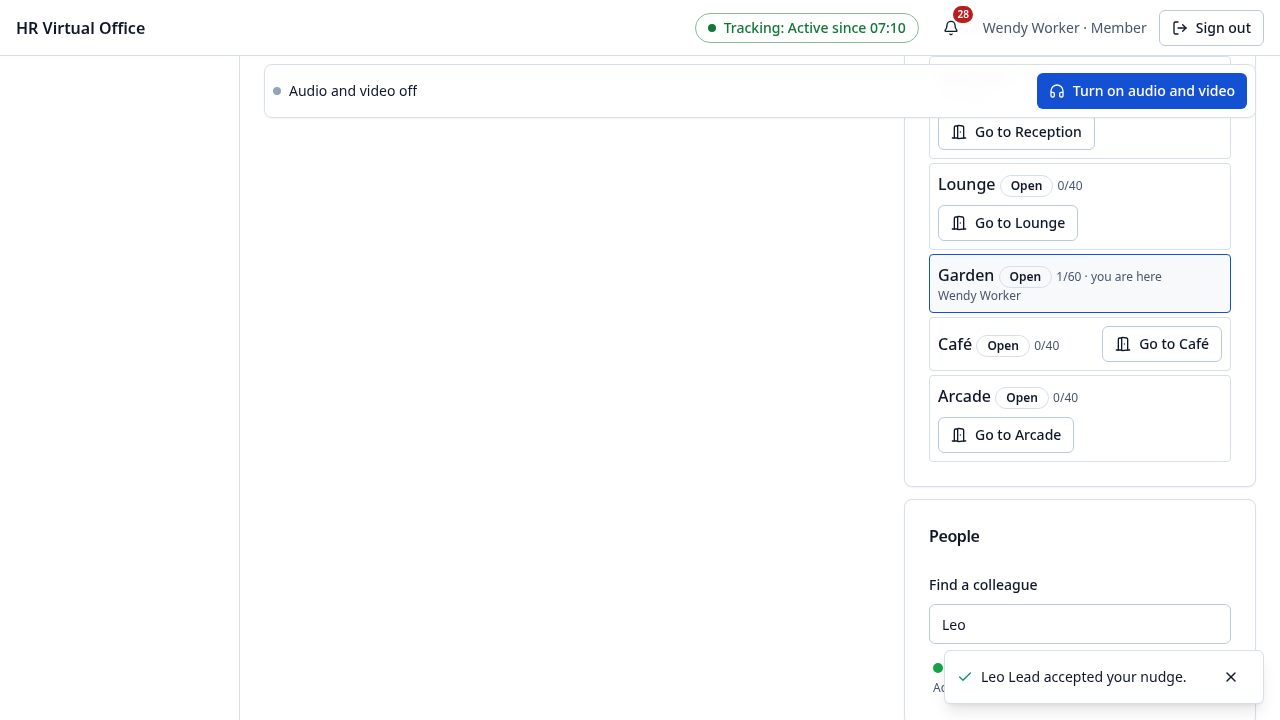 HR Virtual Office
Tracking: Active since 07:10
28
Wendy Worker · Member
Sign out
Audio and video off
Turn on audio and video
Go to Reception
Lounge Open 0/40
Go to Lounge
Garden Open 1/60 · you are here
Wendy Worker
Café Open 0/40
Go to Café
Arcade Open 0/40
Go to Arcade
People
Find a colleague
Leo
Leo Lead accepted your nudge.